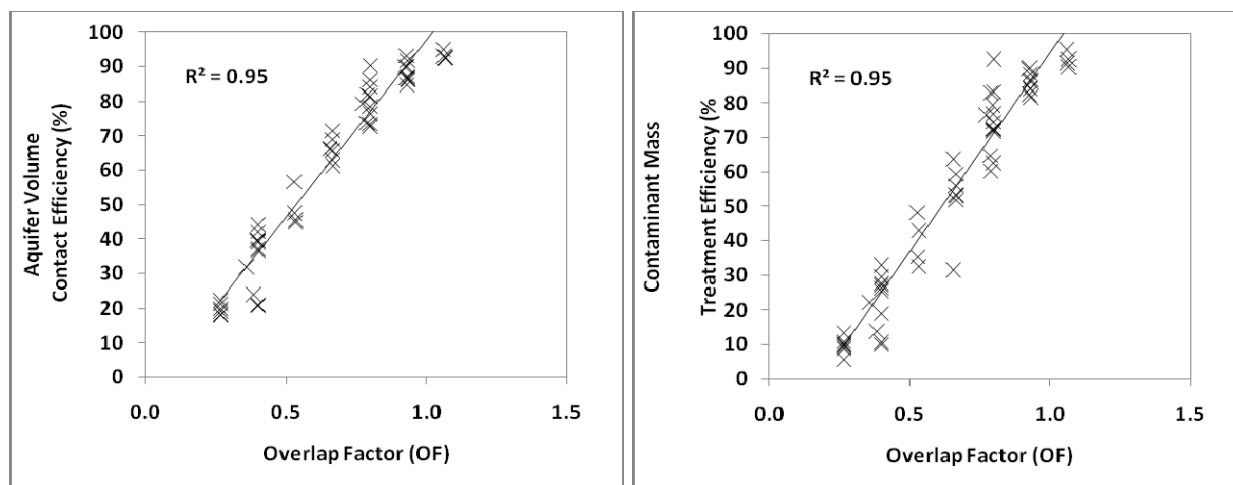 Aquifer Volume
Contact Efficiency (%)
100
90
80
70
60
50
40
30
20
10
0
R² = 0.95
0.0 0.5 1.0 1.5
Overlap Factor (OF)
Contaminant Mass
Treatment Efficiency (%
100
90
80
70
60
50
40
30
20
10
0
R² = 0.95
0.0 0.5 1.0 1.5
Overlap Factor (OF)